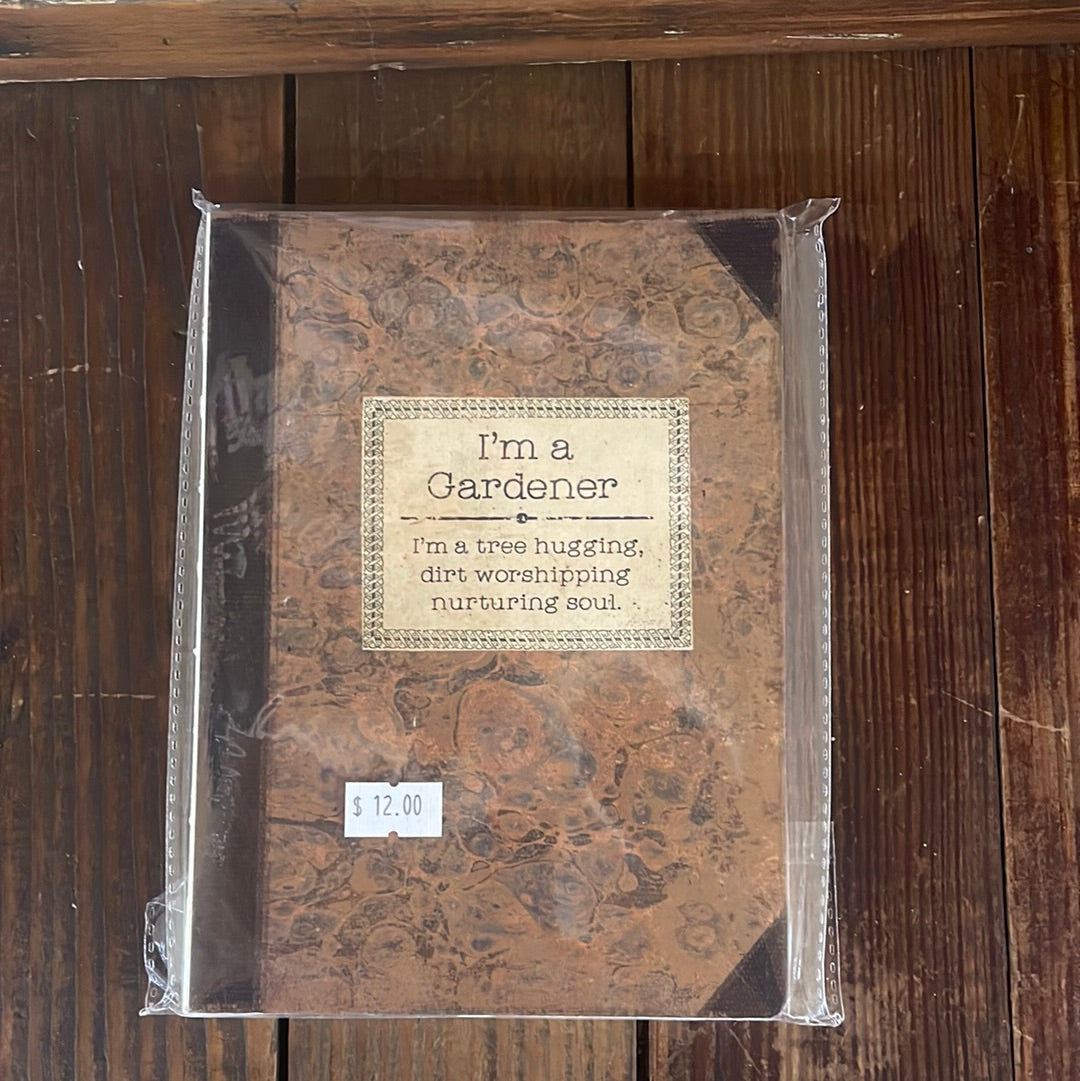 I'm a
Gardener
I'm a tree hugging,
dirt worshipping
nurturing soul.
$ 12.00